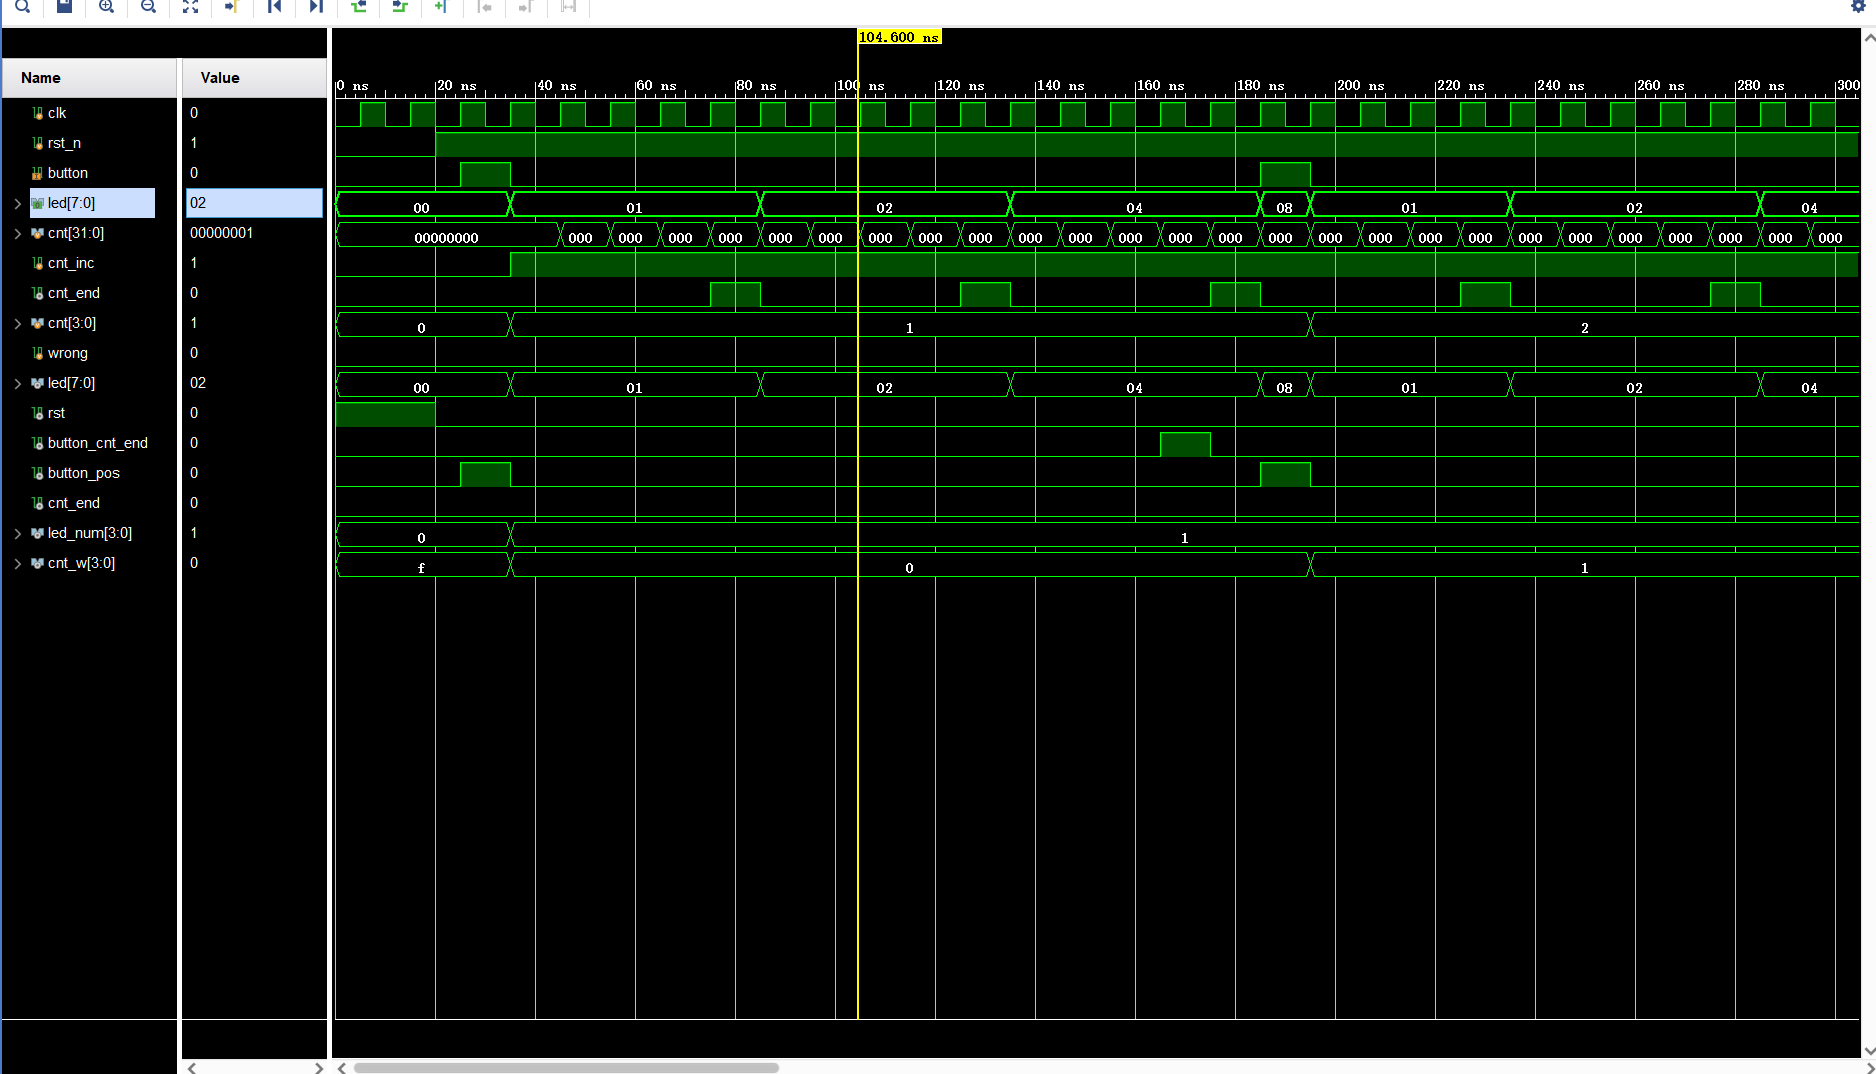 104.600 ns
Name Value
0 ns 20 ns 40 ns 60 ns 80 ns 100 ns 120 ns 140 ns 160 ns 180 ns 200 ns 220 ns 240 ns 260 ns 280 ns 300
clk 0
rst_n 1
button 0
led[7:0] 02 00 01 02 04 08 01 02 04
cnt[31:0] 00000001 00000000 000 000 000 000 000 000 000 000 000 000 000 000 000 000 000 000 000 000 000 000 000 000 000 000 000 000
cnt_inc 1
cnt_end 0
cnt[3:0] 1 0 1 2
wrong 0
led[7:0] 02 00 01 02 04 08 01 02 04
rst 0
button_cnt_end 0
button_pos 0
cnt_end 0
led_num[3:0] 1 0 1
cnt_w[3:0] 0 f 0 1